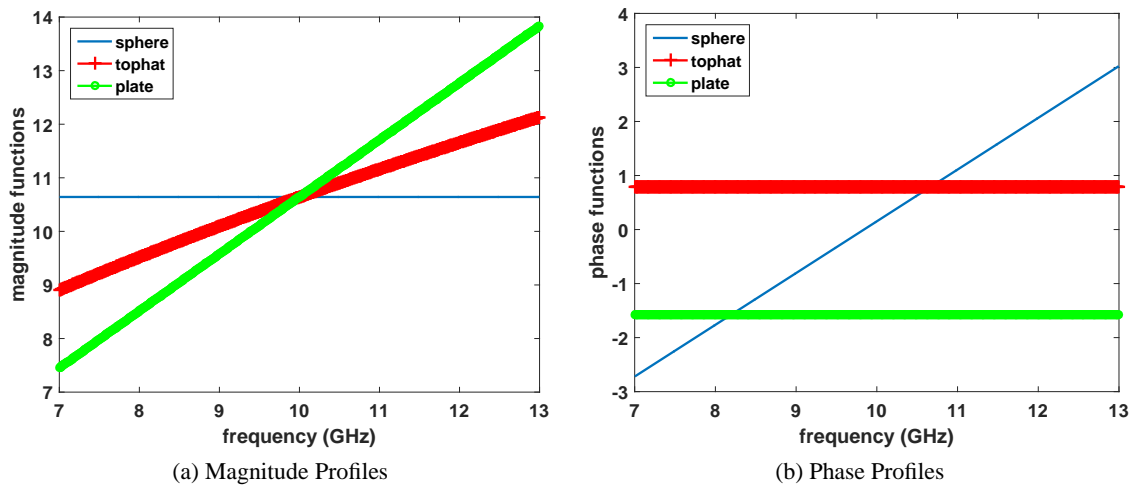 14
13
12
11
10
9
8
7
magnitude functions
sphere
tophat
plate
7 8 9 10 11 12 13
frequency (GHz)
(a) Magnitude Profiles
4
3
2
1
0
-1
-2
-3
phase functions
sphere
tophat
plate
7 8 9 10 11 12 13
frequency (GHz)
(b) Phase Profiles